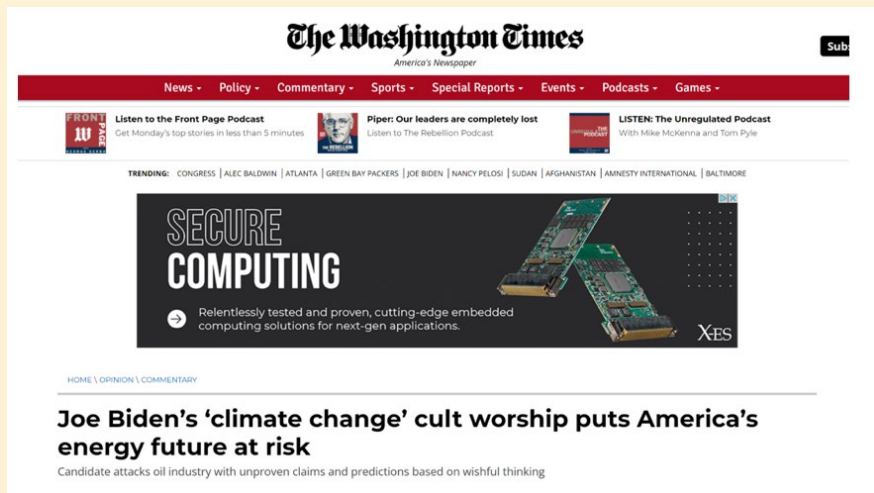 The Washington Times
America's Newspaper
Sub
News Policy Commentary Sports Special Reports Events Podcasts Games
FRONT PAGE
Listen to the Front Page Podcast
Get Monday's top stories in less than 5 minutes
Piper: Our leaders are completely lost
Listen to The Rebellion Podcast
LISTEN: The Unregulated Podcast
With Mike McKenna and Tom Pyle
TRENDING: CONGRESS | ALEC BALDWIN | ATLANTA | GREEN BAY PACKERS | JOE BIDEN | NANCY PELOSI | SUDAN | AFGHANISTAN | AMNESTY INTERNATIONAL | BALTIMORE
SECURE
COMPUTING
Relentlessly tested and proven, cutting-edge embedded
computing solutions for next-gen applications.
X-ES
HOME \ OPINION \ COMMENTARY
Joe Biden's 'climate change' cult worship puts America's
energy future at risk
Candidate attacks oil industry with unproven claims and predictions based on wishful thinking